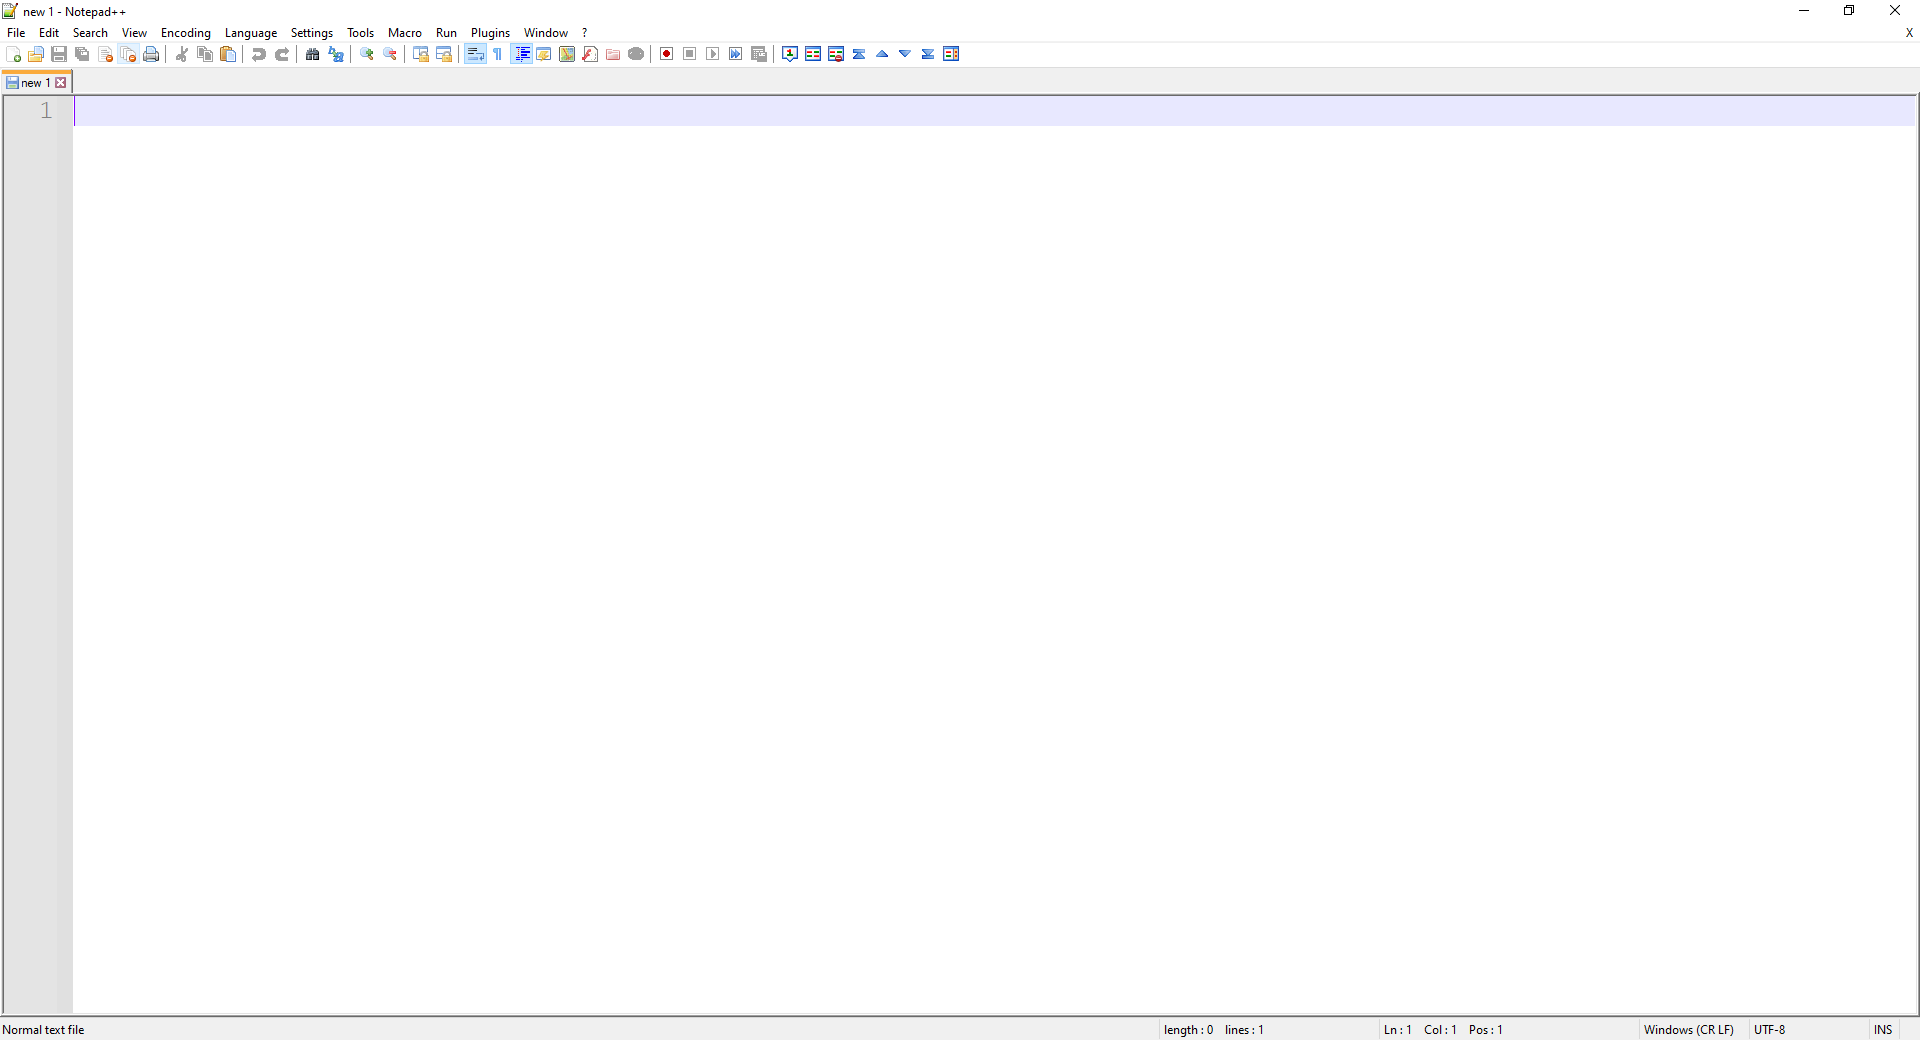 new 1 - Notepad++
File Edit Search View Encoding Language Settings Tools Macro Run Plugins Window ? X
new 1
1
Normal text file length : 0 lines : 1 Ln : 1 Col : 1 Pos : 1 Windows (CR LF) UTF-8 INS